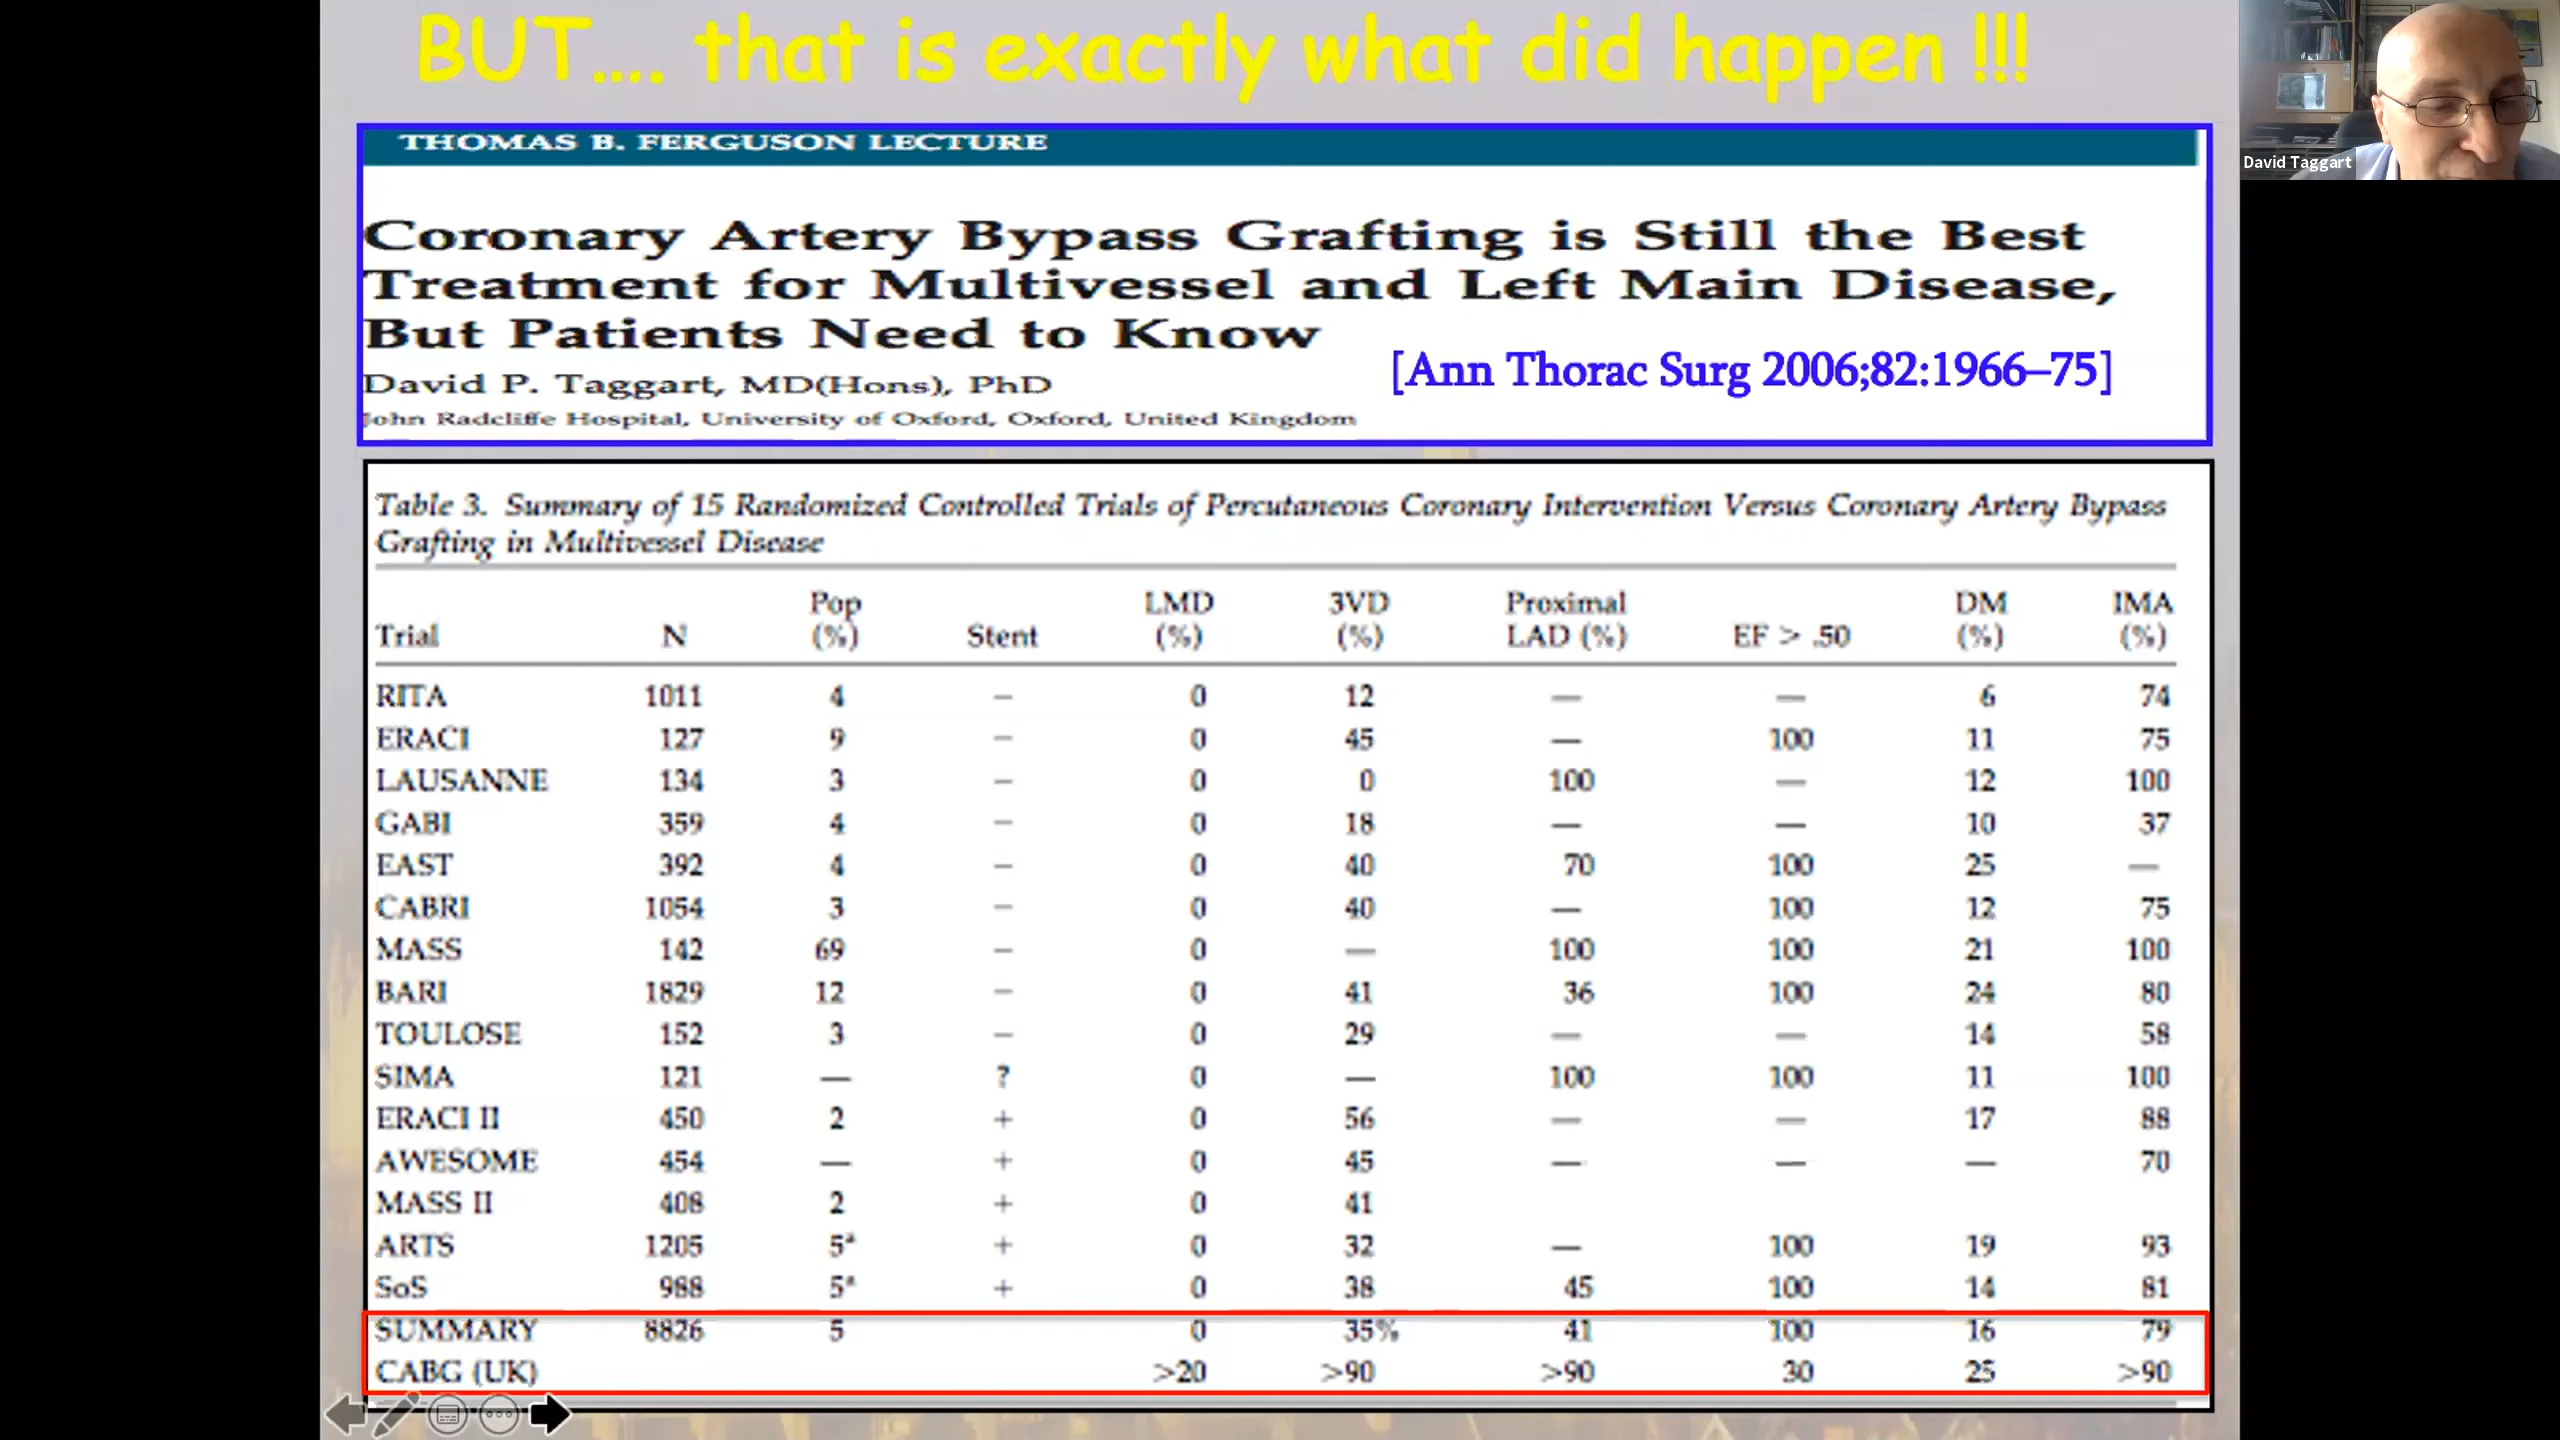 BUT.... that is exactly what did happen !!!
David Taggart
THOMAS B. FERGUSON LECTURE
Coronary Artery Bypass Grafting is Still the Best
Treatment for Multivessel and Left Main Disease,
But Patients Need to Know
[Ann Thorac Surg 2006;82:1966–75]
David P. Taggart, MD(Hons), PhD
John Radcliffe Hospital, University of Oxford, Oxford, United Kingdom
Table 3. Summary of 15 Randomized Controlled Trials of Percutaneous Coronary Intervention Versus Coronary Artery Bypass
Grafting in Multivessel Disease
Pop LMD 3VD Proximal DM IMA
Trial N (%) Stent (%) (%) LAD (%) EF > .50 (%) (%)
RITA 1011 4 – 0 12 — — 6 74
ERACI 127 9 – 0 45 — 100 11 75
LAUSANNE 134 3 – 0 0 100 — 12 100
GABI 359 4 – 0 18 — — 10 37
EAST 392 4 – 0 40 70 100 25 —
CABRI 1054 3 – 0 40 — 100 12 75
MASS 142 69 – 0 — 100 100 21 100
BARI 1829 12 – 0 41 36 100 24 80
TOULOSE 152 3 – 0 29 — — 14 58
SIMA 121 — ? 0 — 100 100 11 100
ERACI II 450 2 + 0 56 — — 17 88
AWESOME 454 — + 0 45 — — — 70
MASS II 408 2 + 0 41
ARTS 1205 5ª + 0 32 — 100 19 93
SoS 988 5ª + 0 38 45 100 14 81
SUMMARY 8826 5 0 35% 41 100 16 79
CABG (UK) >20 >90 >90 30 25 >90